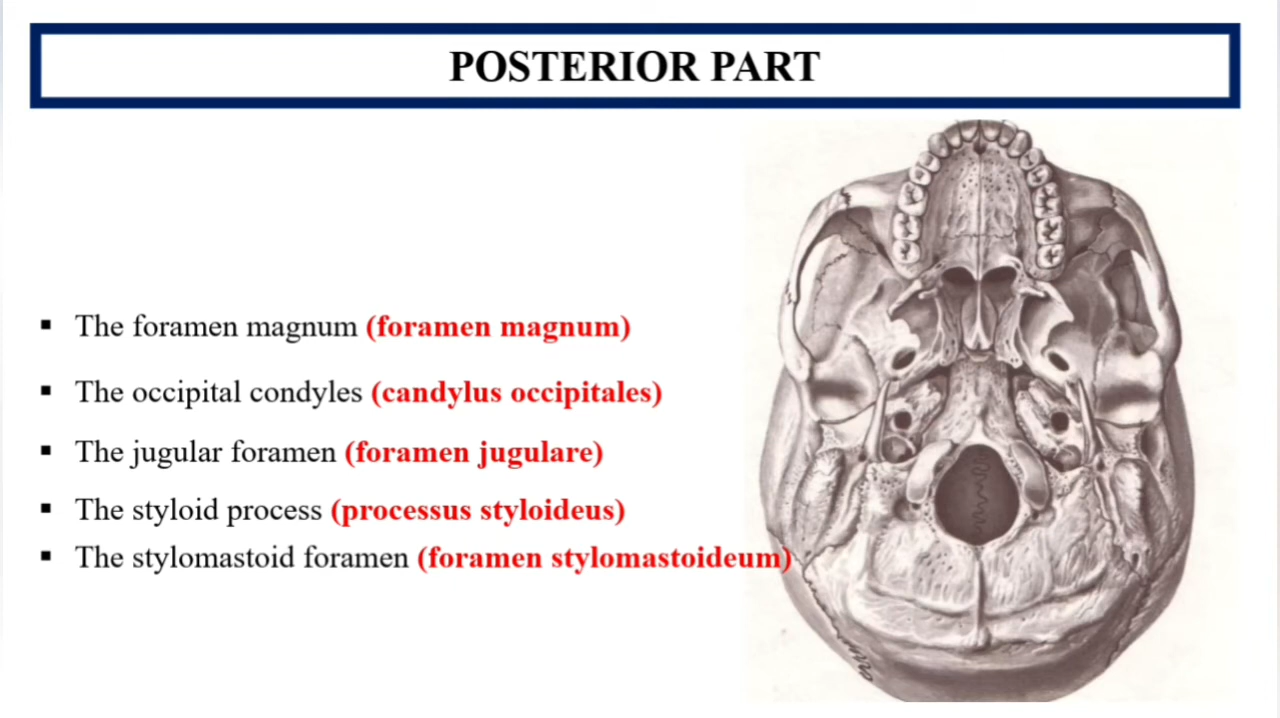 POSTERIOR PART
▪ The foramen magnum (foramen magnum)
▪ The occipital condyles (candylus occipitales)
▪ The jugular foramen (foramen jugulare)
▪ The styloid process (processus styloideus)
▪ The stylomastoid foramen (foramen stylomastoideum)